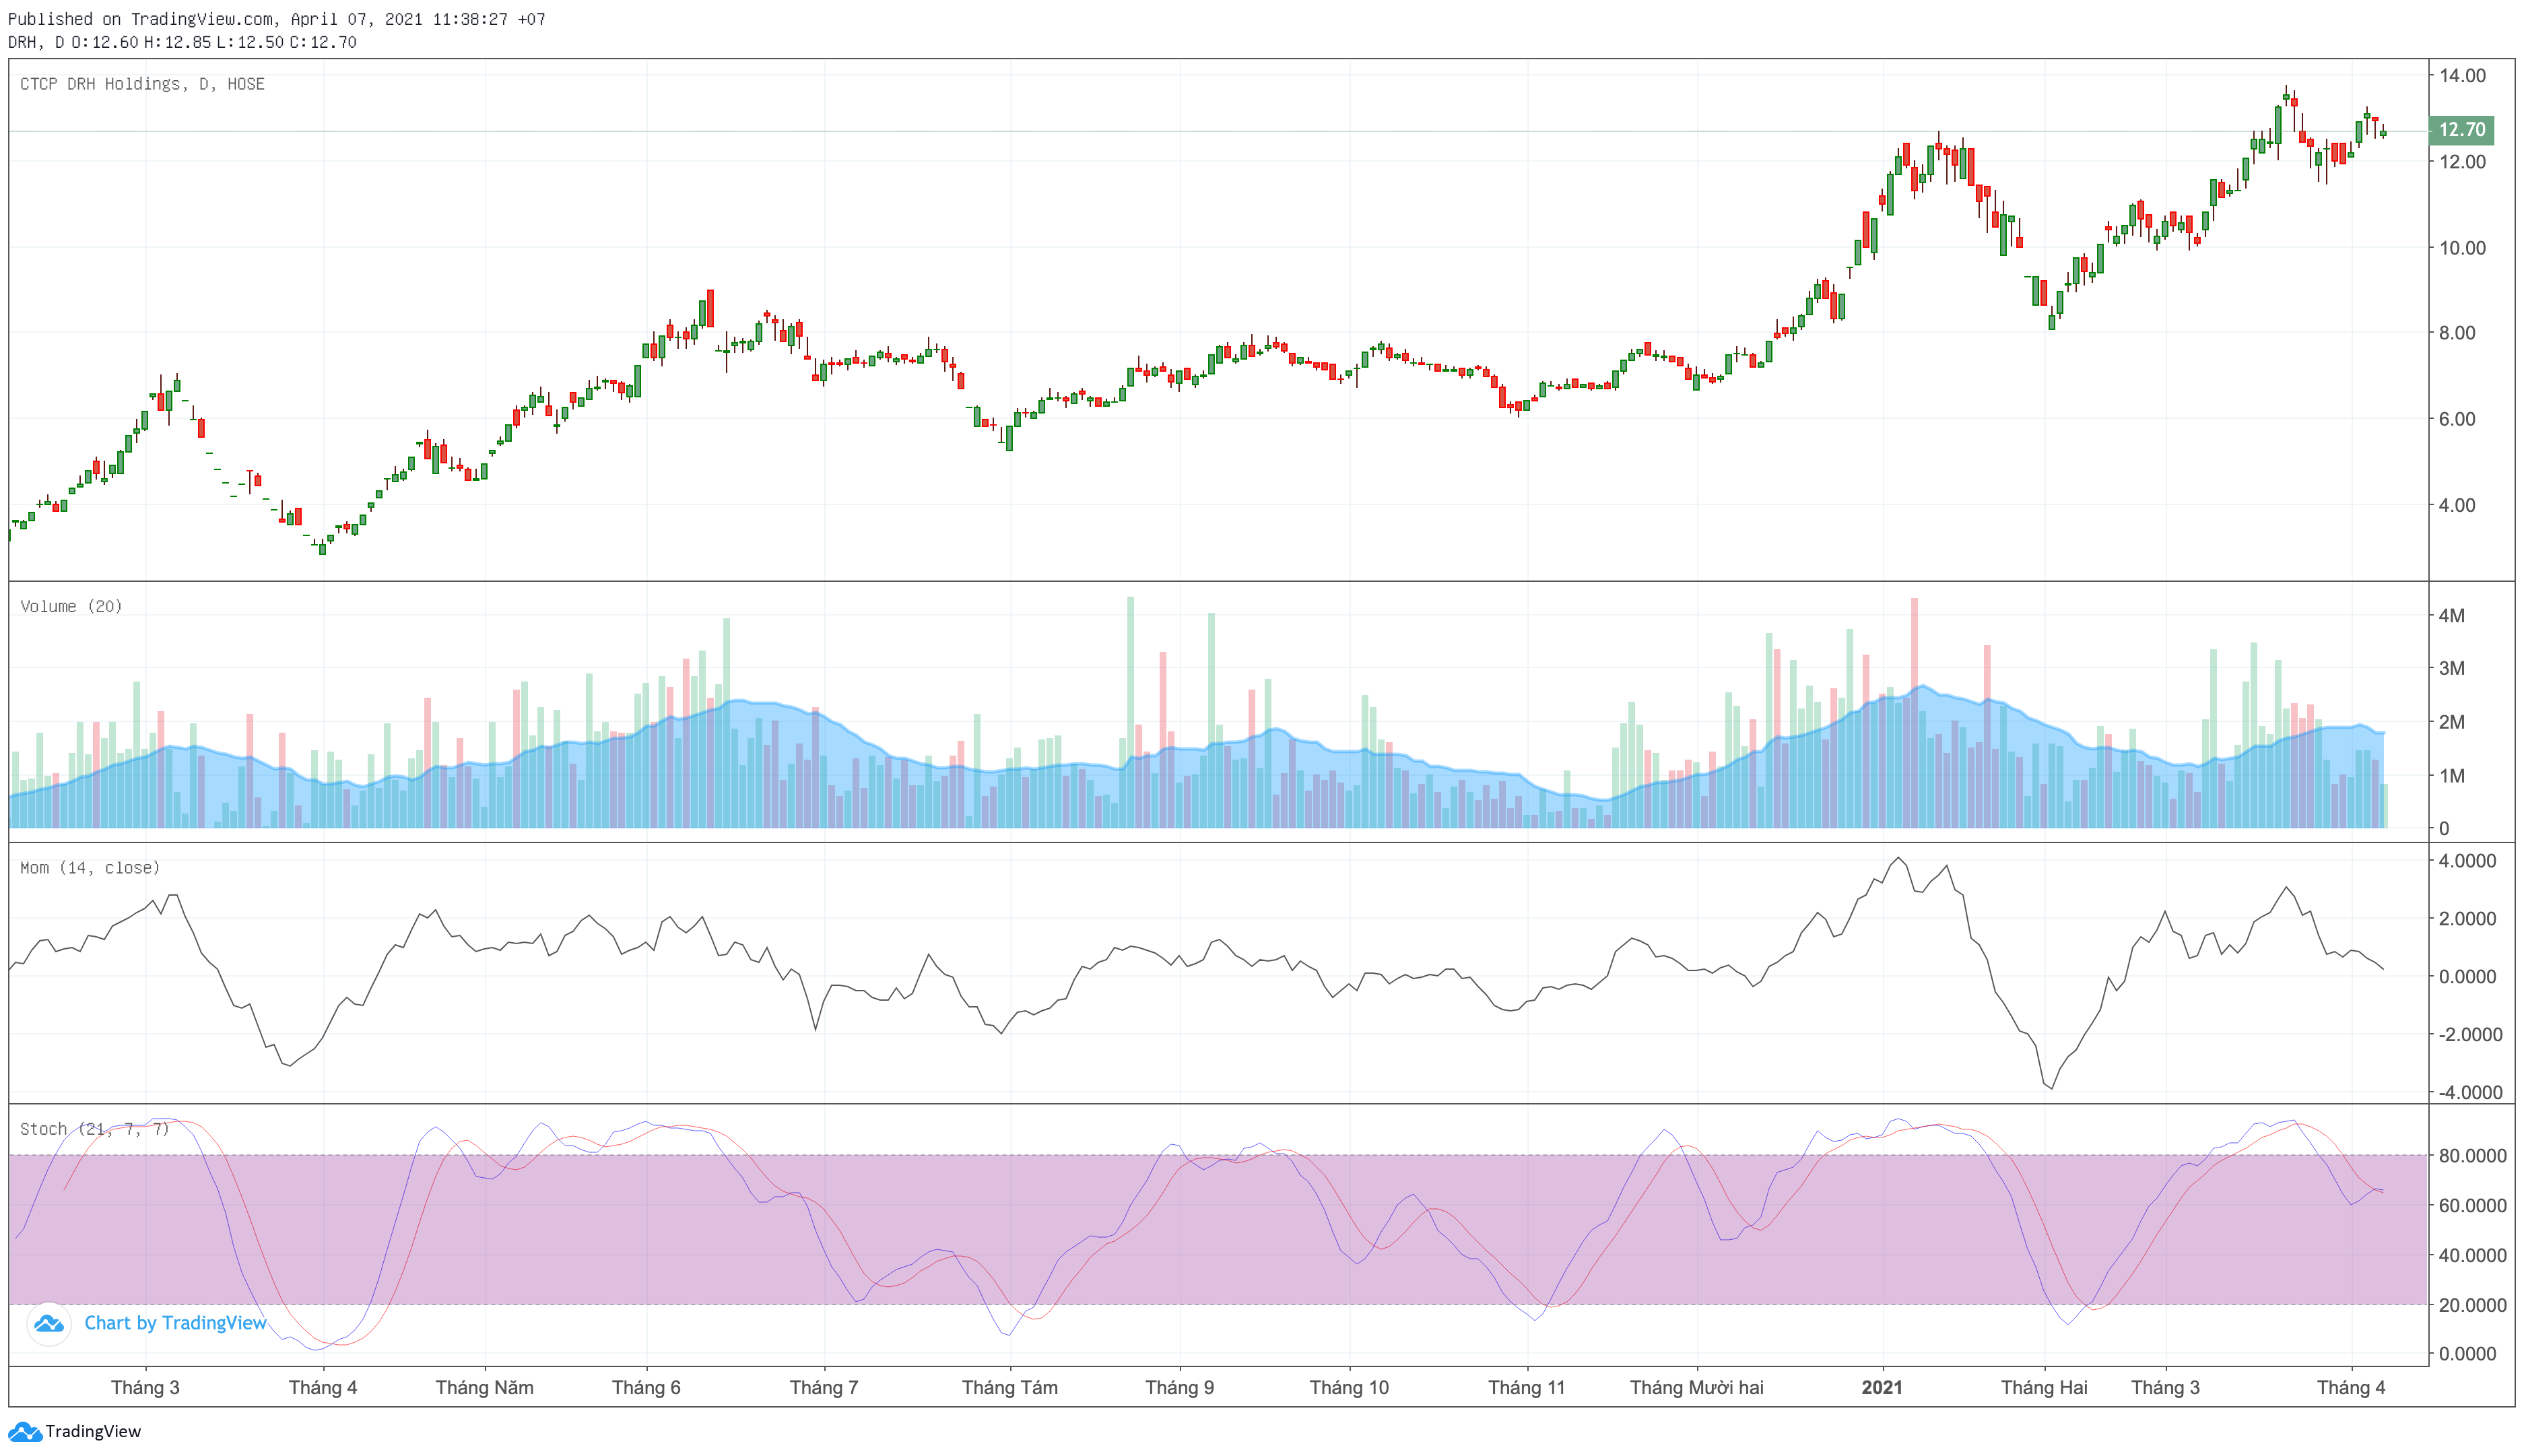 Published on TradingView.com, April 07, 2021 11:38:27 +07
DRH, D O:12.60 H:12.85 L:12.50 C:12.70
CTCP DRH Holdings, D, HOSE
14.00
12.70
12.00
10.00
8.00
6.00
4.00
Volume (20)
4M
3M
2M
1M
0
Mom (14, close)
4.0000
2.0000
0.0000
-2.0000
-4.0000
Stoch (21, 7, 7)
80.0000
60.0000
40.0000
20.0000
0.0000
Chart by TradingView
Tháng 3 Tháng 4 Tháng Năm Tháng 6 Tháng 7 Tháng Tám Tháng 9 Tháng 10 Tháng 11 Tháng Mười hai 2021 Tháng Hai Tháng 3 Tháng 4
TradingView